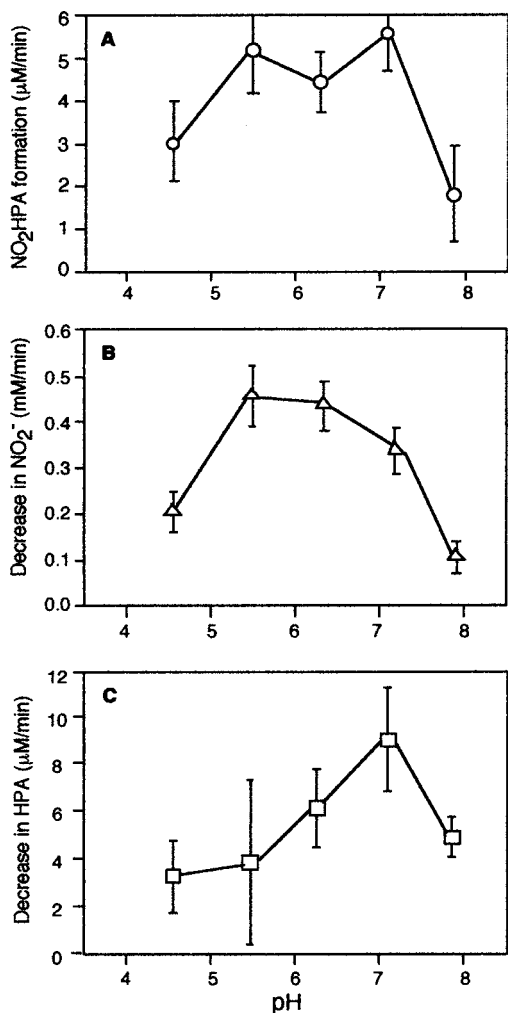 A
NO₂HPA formation (μM/min)
6
5
4
3
2
1
0
4 5 6 7 8
B
Decrease in NO₂⁻ (mM/min)
0.6
0.5
0.4
0.3
0.2
0.1
0.0
4 5 6 7 8
C
Decrease in HPA (μM/min)
12
10
8
6
4
2
0
4 5 6 7 8
pH